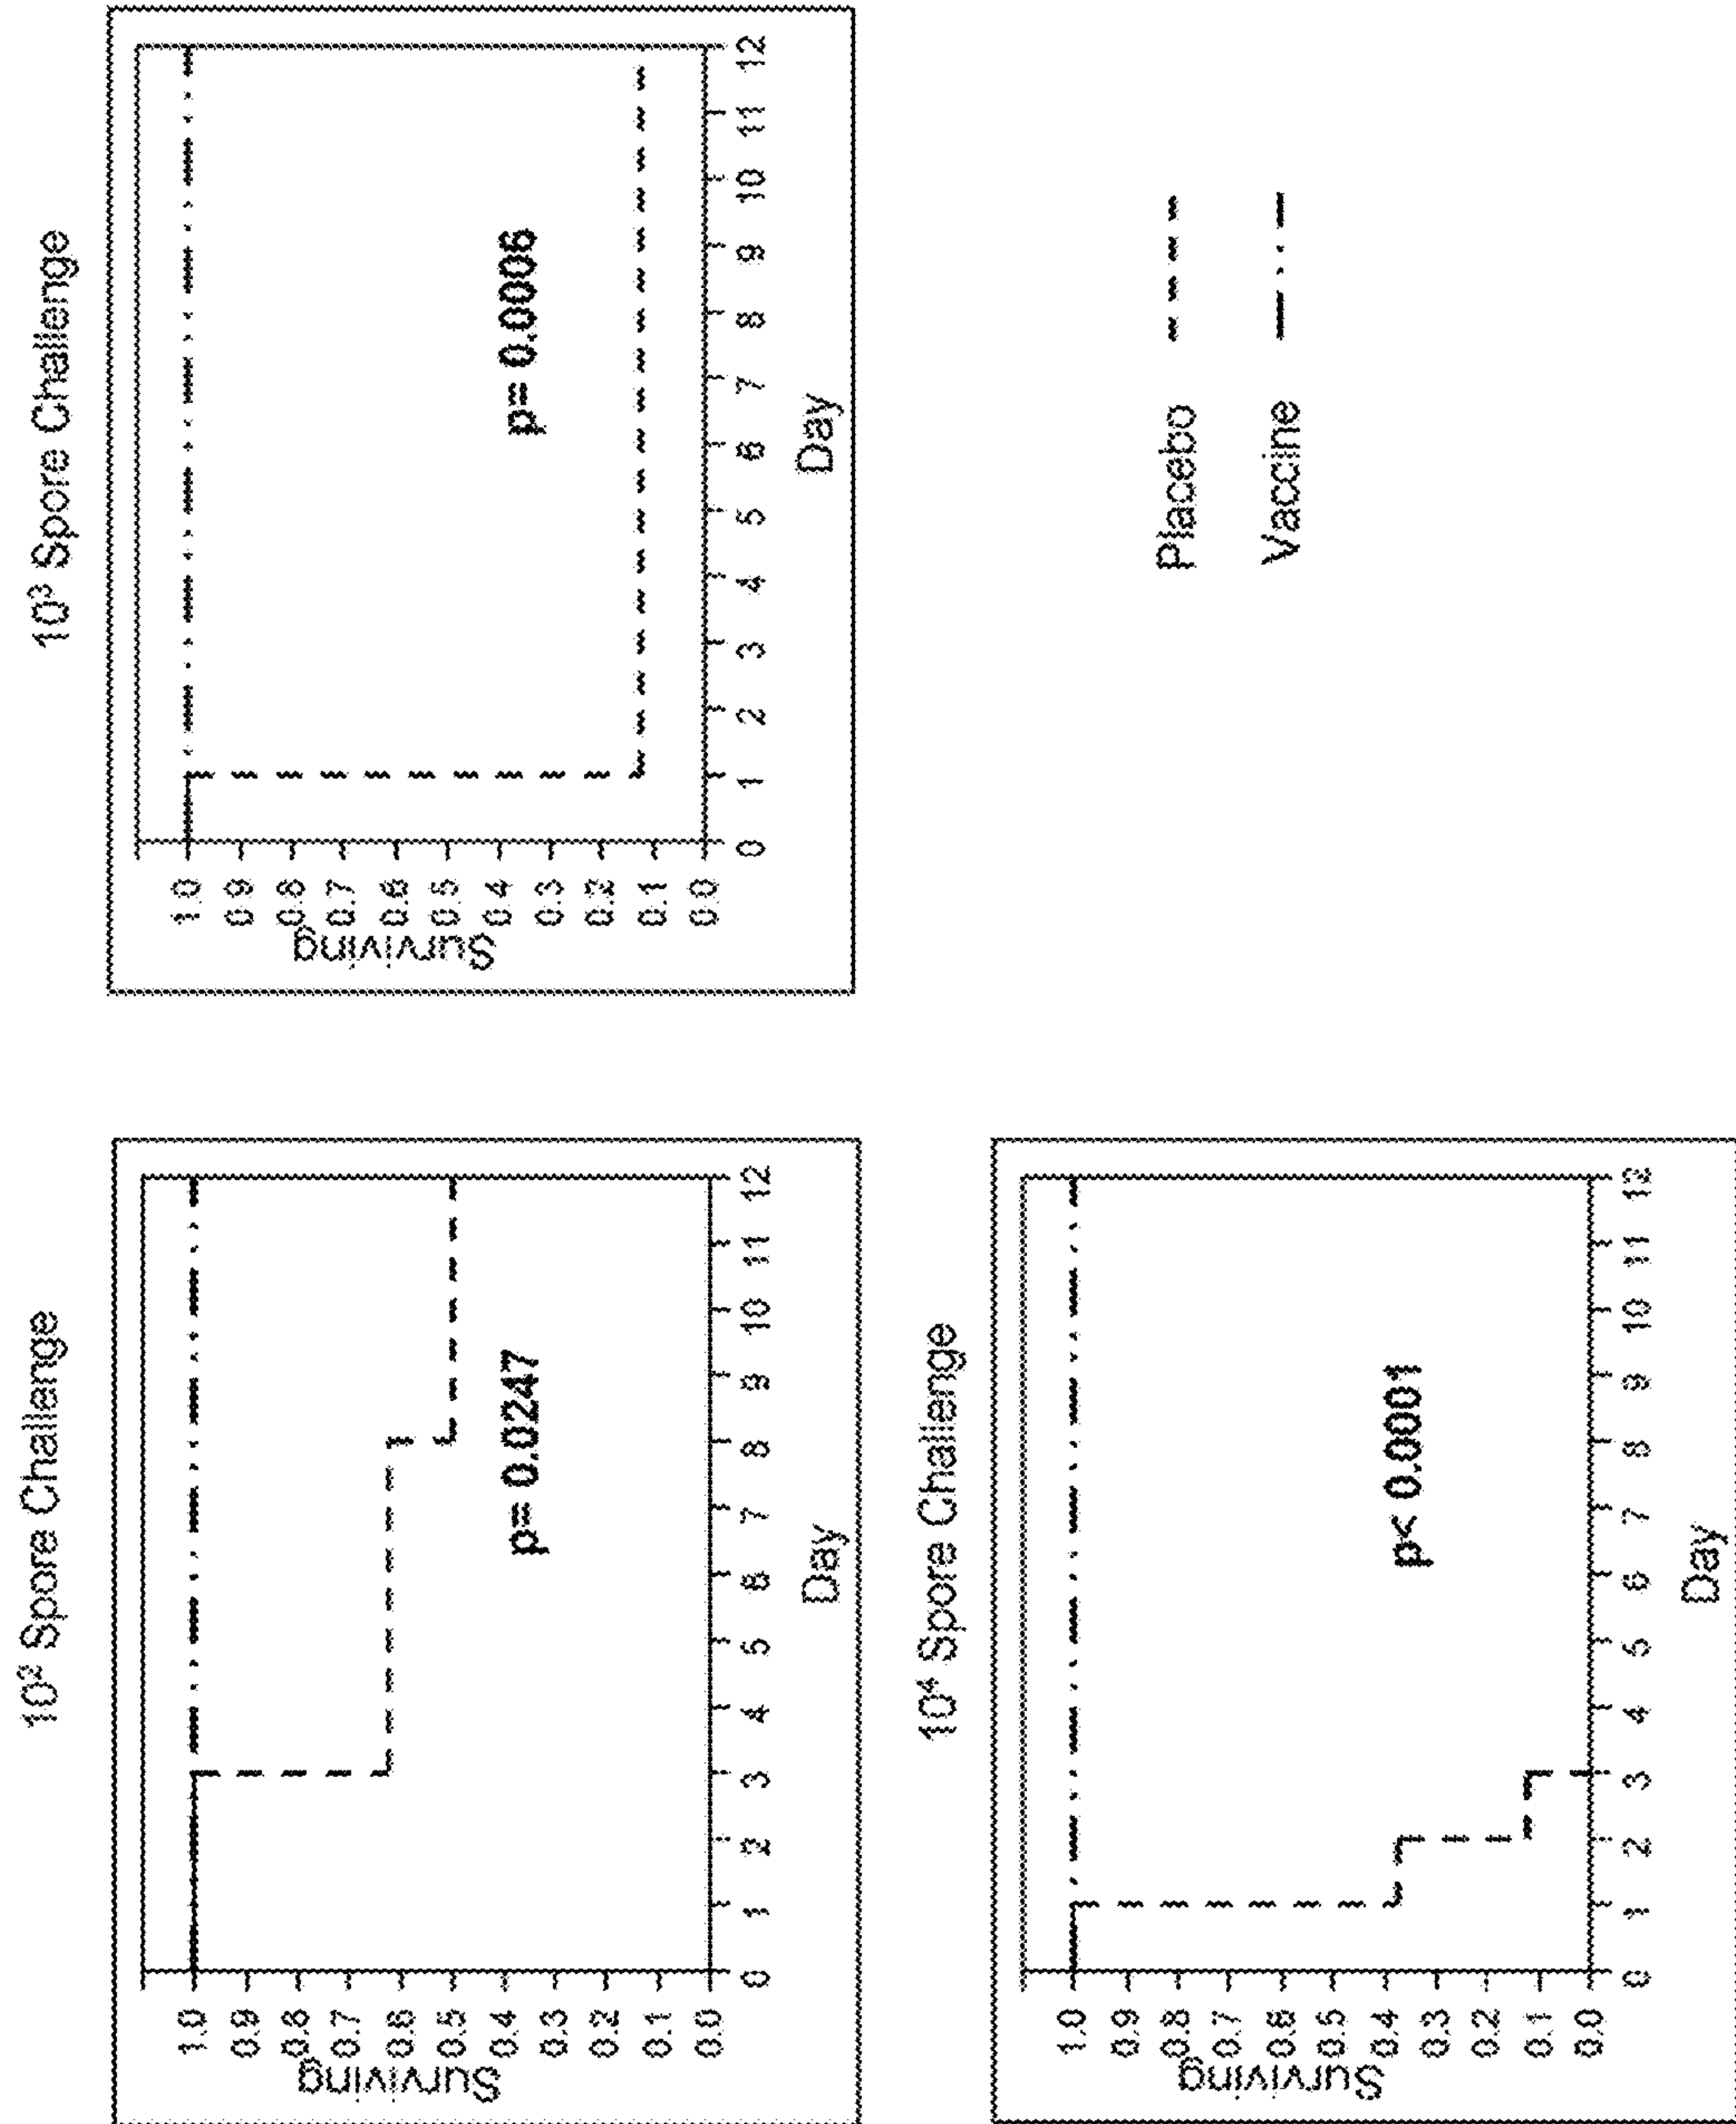 10² Spore Challenge
Surviving
1.0
0.9
0.8
0.7
0.6
0.5
0.4
0.3
0.2
0.1
0.0
p= 0.0247
0 1 2 3 4 5 6 7 8 9 10 11 12
Day
10³ Spore Challenge
Surviving
1.0
0.9
0.8
0.7
0.6
0.5
0.4
0.3
0.2
0.1
0.0
p= 0.0006
0 1 2 3 4 5 6 7 8 9 10 11 12
Day
10⁴ Spore Challenge
Surviving
1.0
0.9
0.8
0.7
0.6
0.5
0.4
0.3
0.2
0.1
0.0
p< 0.0001
0 1 2 3 4 5 6 7 8 9 10 11 12
Day
Placebo
Vaccine